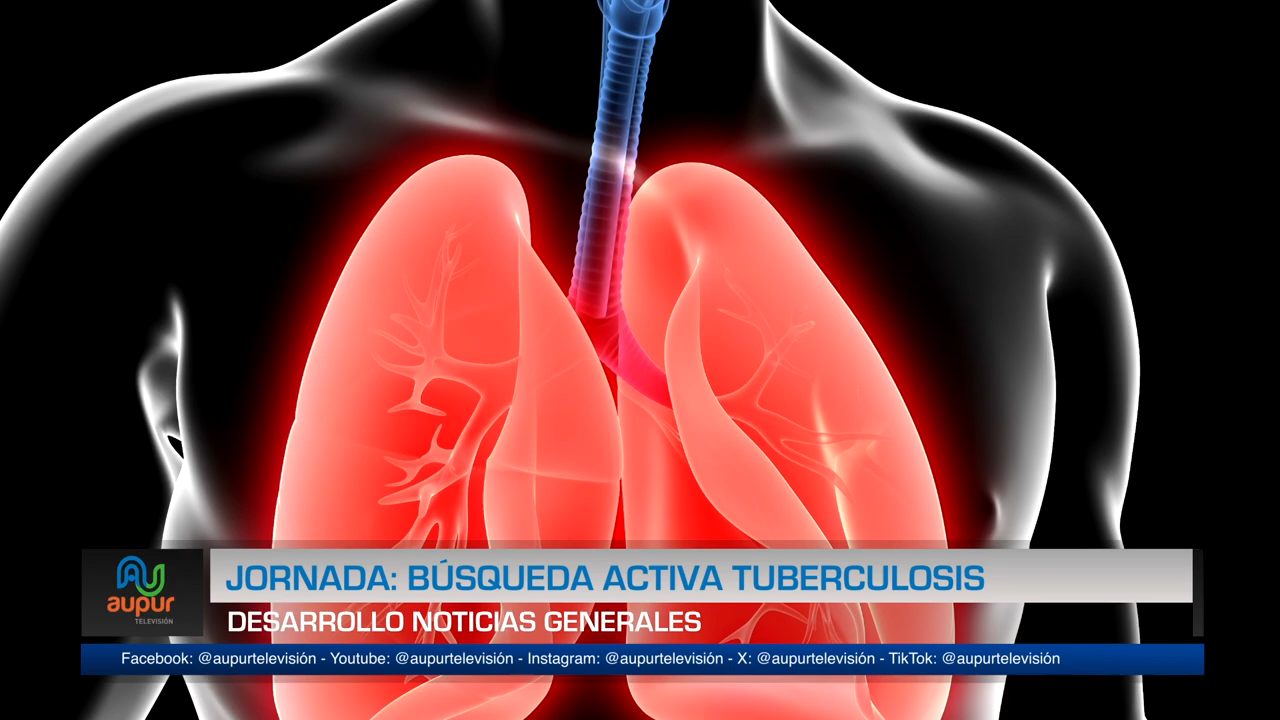 JORNADA: BÚSQUEDA ACTIVA TUBERCULOSIS
aupur
TELEVISIÓN
DESARROLLO NOTICIAS GENERALES
Facebook: @aupurtelevisión - Youtube: @aupurtelevisión - Instagram: @aupurtelevisión - X: @aupurtelevisión - TikTok: @aupurtelevisión